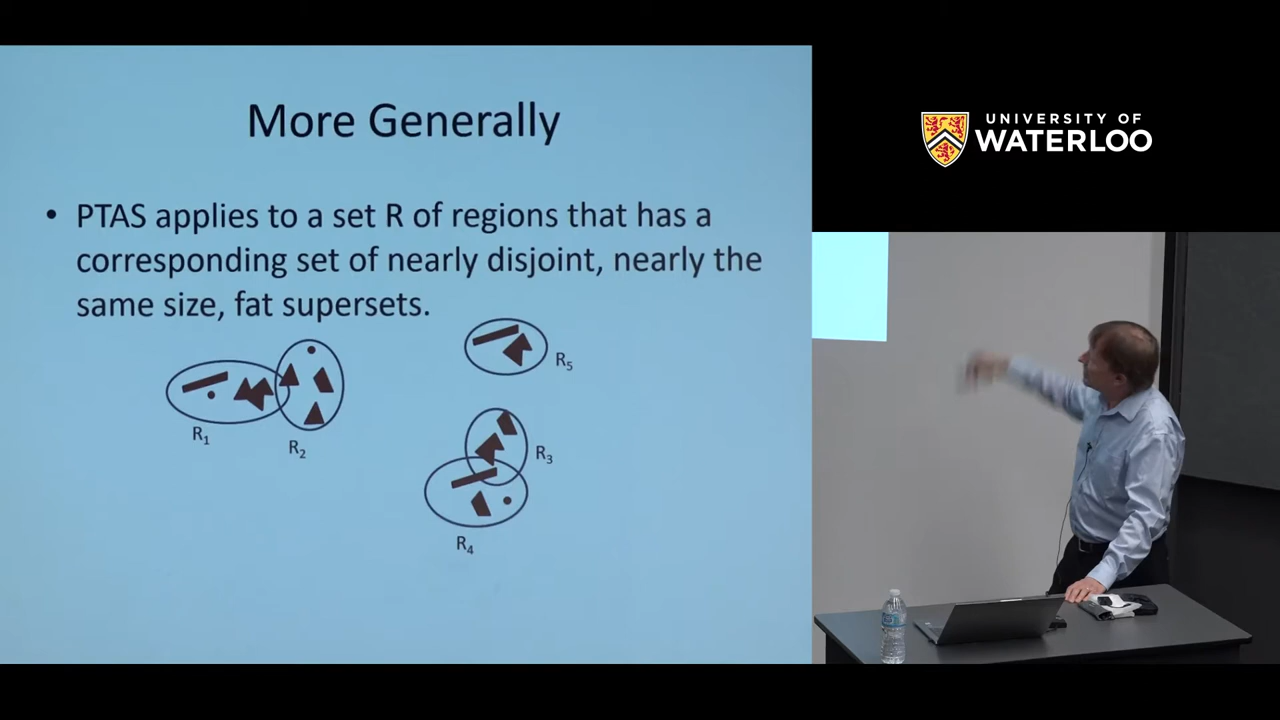 More Generally
• PTAS applies to a set R of regions that has a
corresponding set of nearly disjoint, nearly the
same size, fat supersets.
R₅
R₁
R₂
R₃
R₄
UNIVERSITY OF
WATERLOO